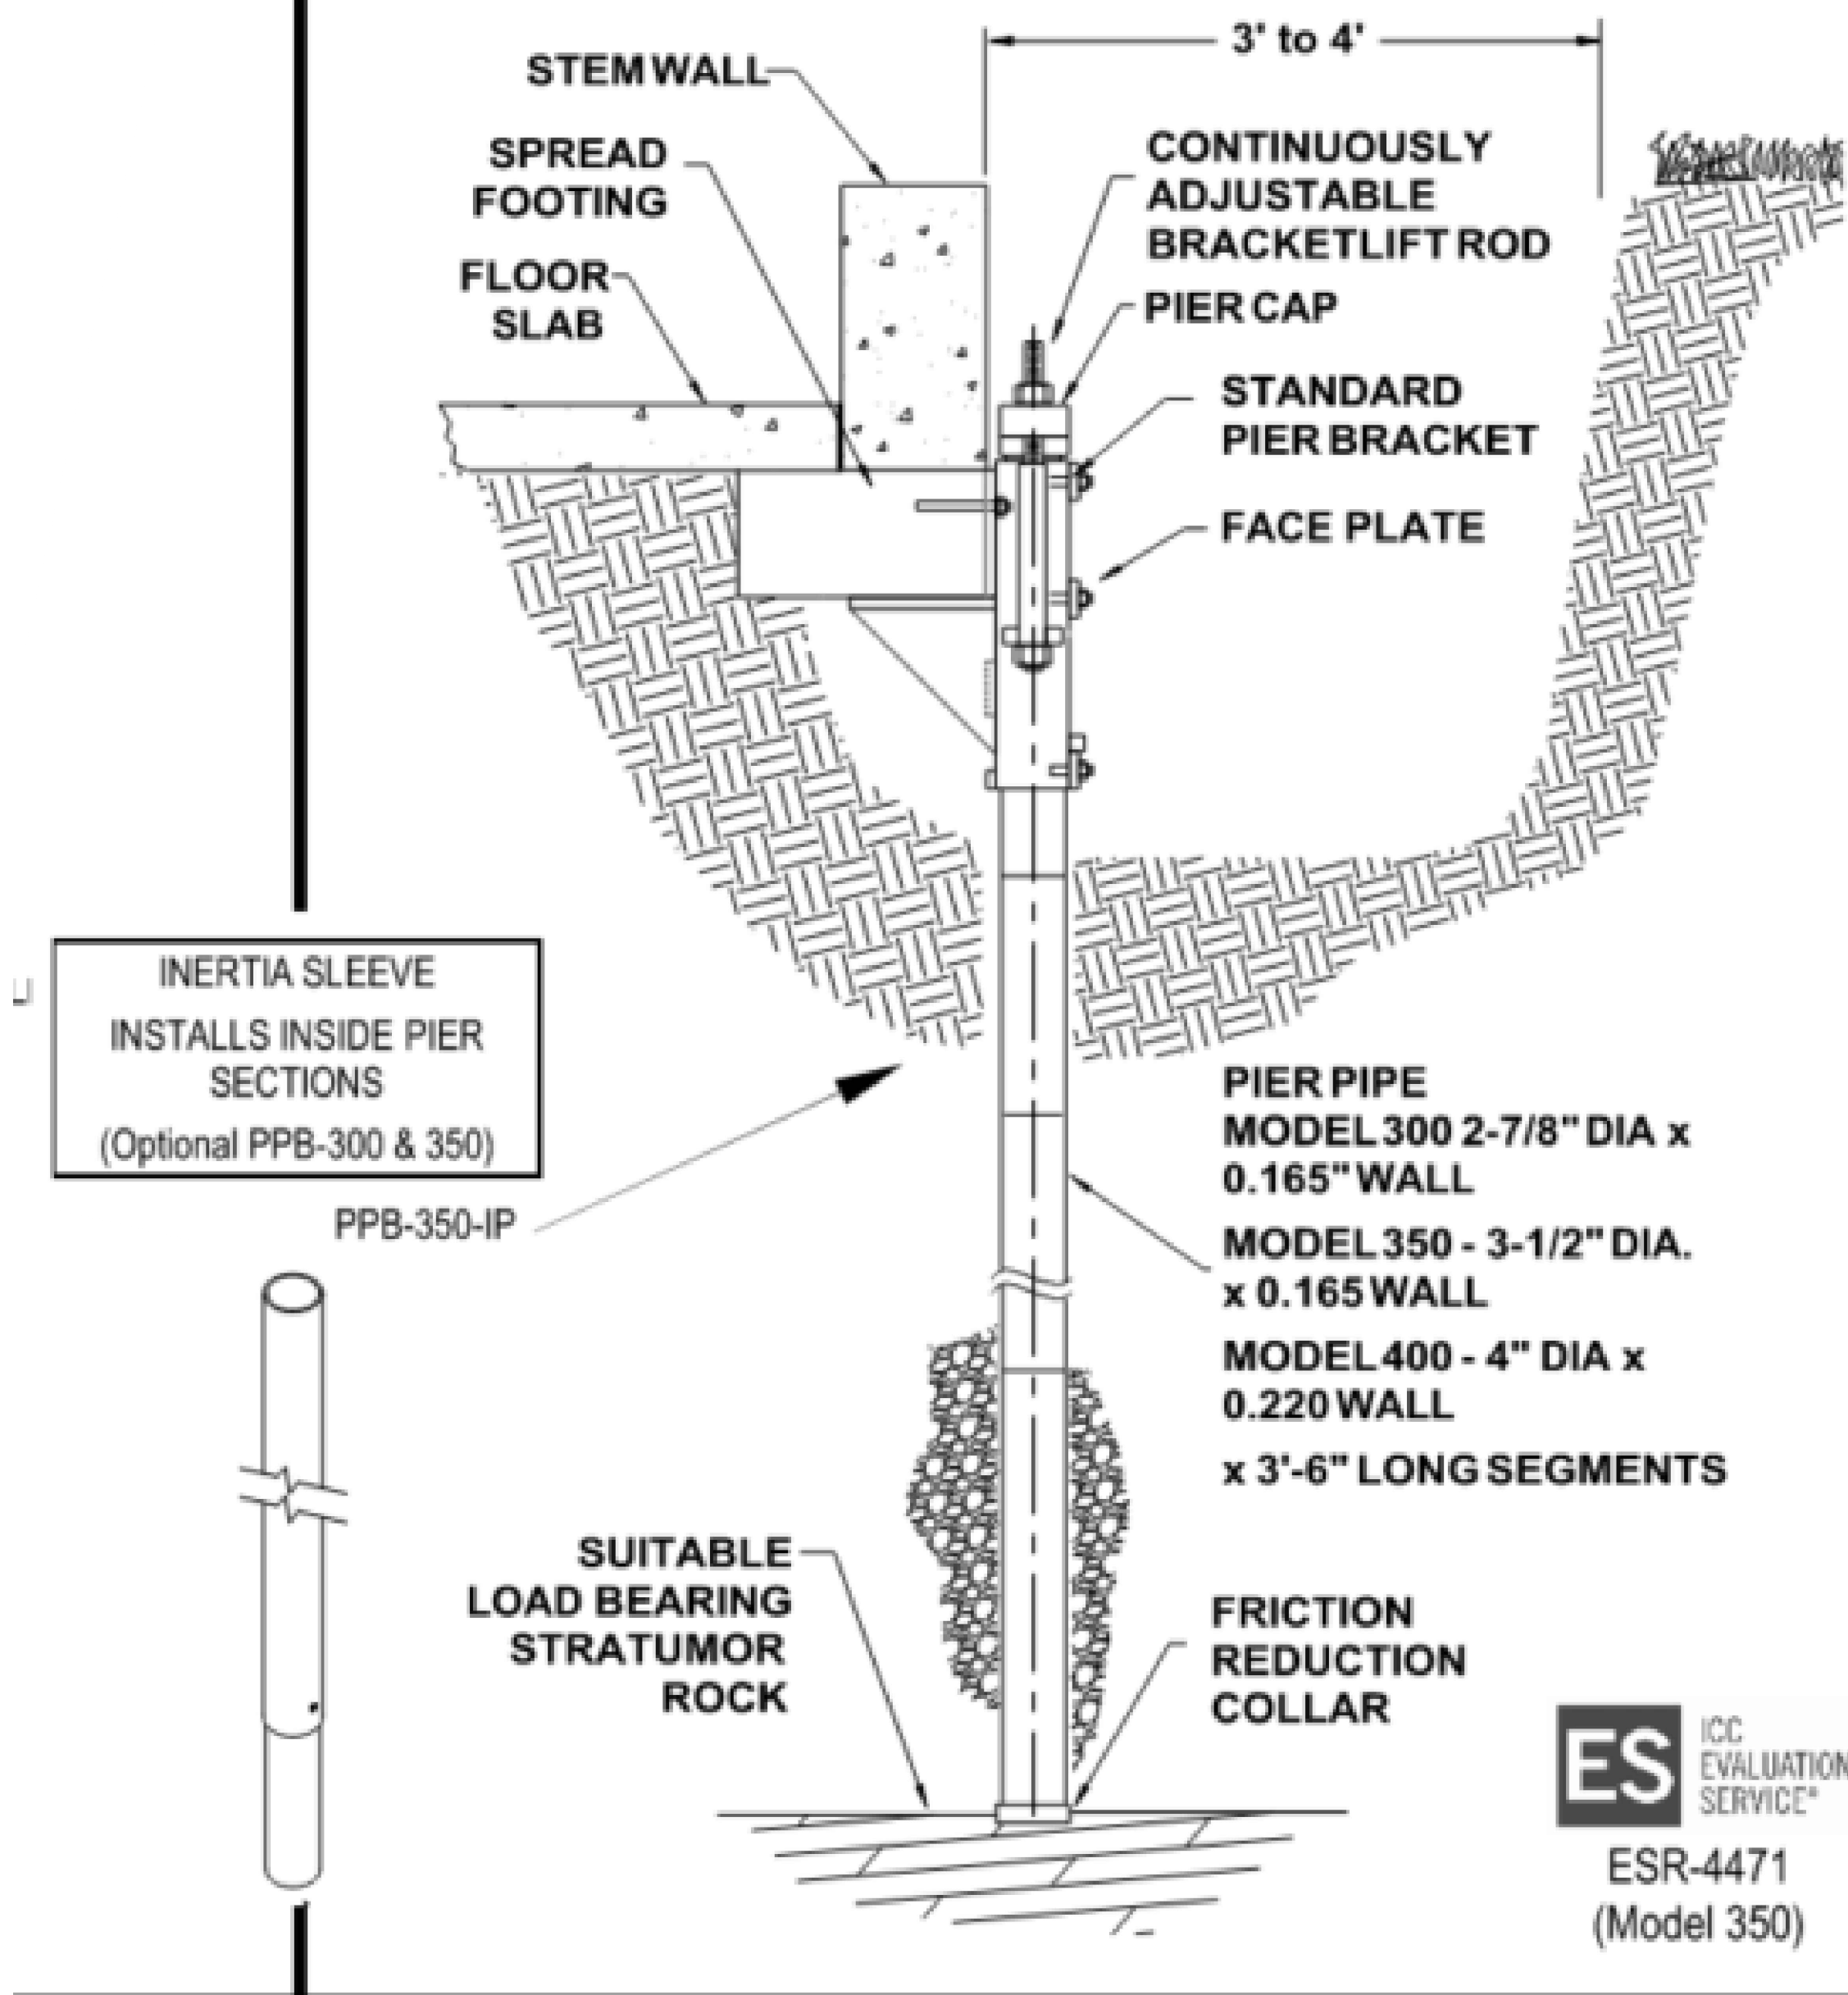 3' to 4'
STEM WALL
SPREAD
FOOTING
FLOOR
SLAB
CONTINUOUSLY
ADJUSTABLE
BRACKETLIFT ROD
PIER CAP
STANDARD
PIER BRACKET
FACE PLATE
INERTIA SLEEVE
INSTALLS INSIDE PIER
SECTIONS
(Optional PPB-300 & 350)
PPB-350-IP
PIER PIPE
MODEL 300 2-7/8" DIA x
0.165" WALL
MODEL 350 - 3-1/2" DIA.
x 0.165 WALL
MODEL 400 - 4" DIA x
0.220 WALL
x 3'-6" LONG SEGMENTS
SUITABLE
LOAD BEARING
STRATUMOR
ROCK
FRICTION
REDUCTION
COLLAR
ES
ICC
EVALUATION
SERVICE®
ESR-4471
(Model 350)